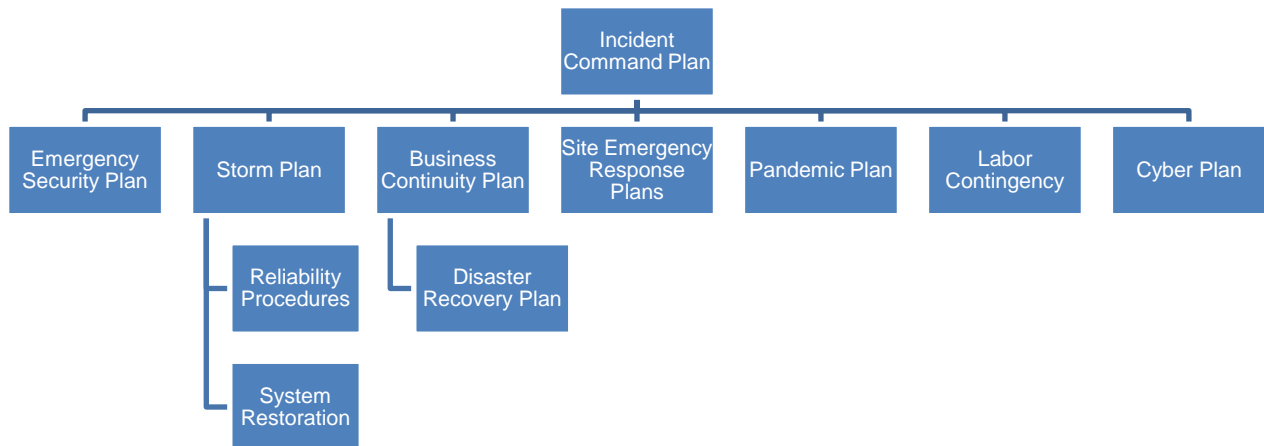 Incident
Command Plan
Emergency
Security Plan
Storm Plan
Business
Continuity Plan
Site Emergency
Response
Plans
Pandemic Plan
Labor
Contingency
Cyber Plan
Reliability
Procedures
Disaster
Recovery Plan
System
Restoration